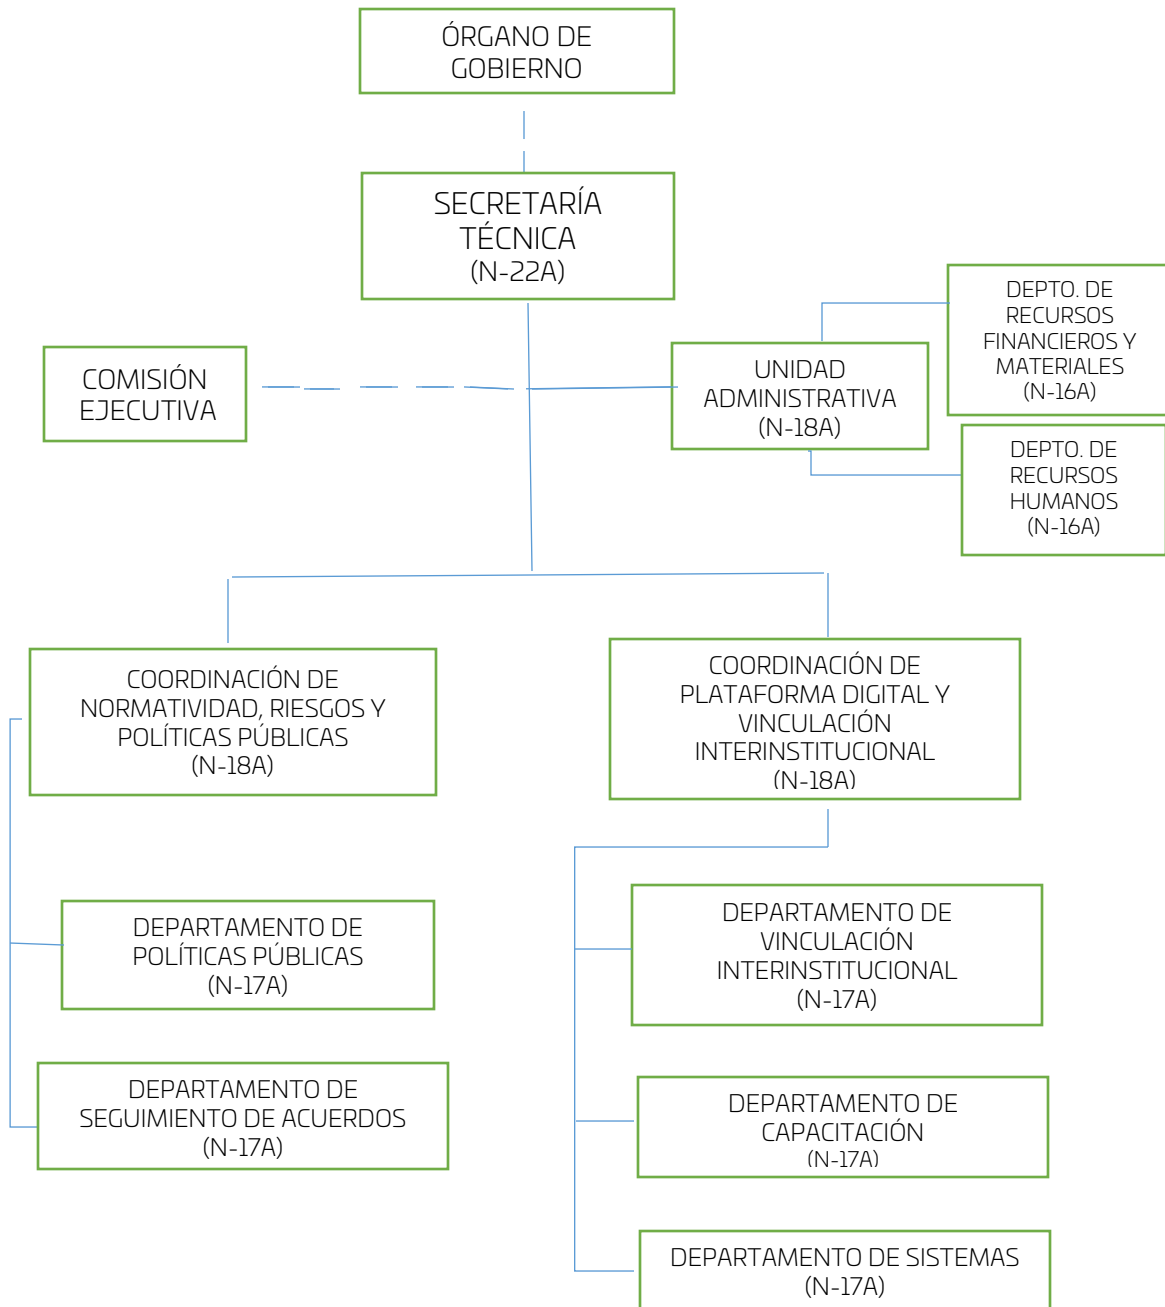 ÓRGANO DE
GOBIERNO
SECRETARÍA
TÉCNICA
(N-22A)
DEPTO. DE
RECURSOS
FINANCIEROS Y
MATERIALES
(N-16A)
COMISIÓN
EJECUTIVA
UNIDAD
ADMINISTRATIVA
(N-18A)
DEPTO. DE
RECURSOS
HUMANOS
(N-16A)
COORDINACIÓN DE
NORMATIVIDAD, RIESGOS Y
POLÍTICAS PÚBLICAS
(N-18A)
COORDINACIÓN DE
PLATAFORMA DIGITAL Y
VINCULACIÓN
INTERINSTITUCIONAL
(N-18A)
DEPARTAMENTO DE
POLÍTICAS PÚBLICAS
(N-17A)
DEPARTAMENTO DE
VINCULACIÓN
INTERINSTITUCIONAL
(N-17A)
DEPARTAMENTO DE
SEGUIMIENTO DE ACUERDOS
(N-17A)
DEPARTAMENTO DE
CAPACITACIÓN
(N-17A)
DEPARTAMENTO DE SISTEMAS
(N-17A)